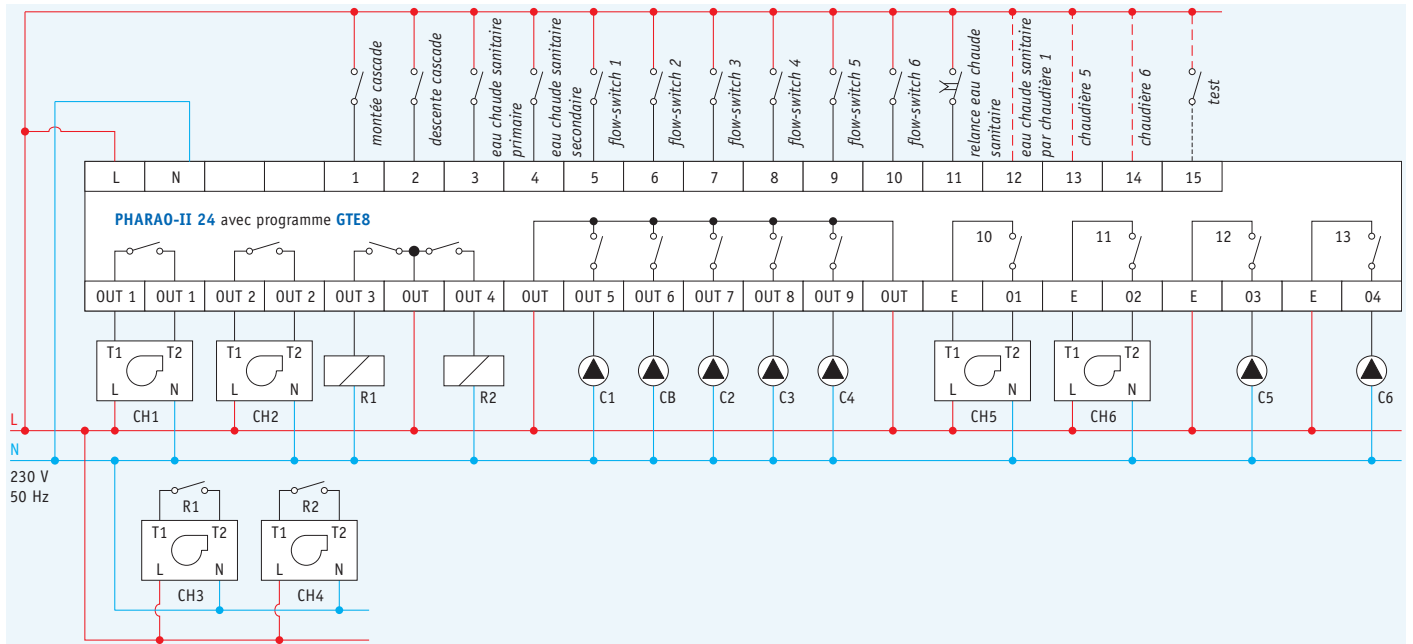 montée cascade
descente cascade
eau chaude sanitaire
primaire
eau chaude sanitaire
secondaire
flow-switch 1
flow-switch 2
flow-switch 3
flow-switch 4
flow-switch 5
flow-switch 6
relance eau chaude
sanitaire
eau chaude sanitaire
par chaudière 1
chaudière 5
chaudière 6
test
L N 1 2 3 4 5 6 7 8 9 10 11 12 13 14 15
PHARAO-II 24 avec programme GTE8
10 11 12 13
OUT 1 OUT 1 OUT 2 OUT 2 OUT 3 OUT OUT 4 OUT OUT 5 OUT 6 OUT 7 OUT 8 OUT 9 OUT E 01 E 02 E 03 E 04
T1 T2 T1 T2 T1 T2 T1 T2
L N L N R1 R2 C1 CB C2 C3 C4 L N L N C5 C6
CH1 CH2 CH5 CH6
L
N
230 V
50 Hz
R1 R2
T1 T2 T1 T2
L N L N
CH3 CH4